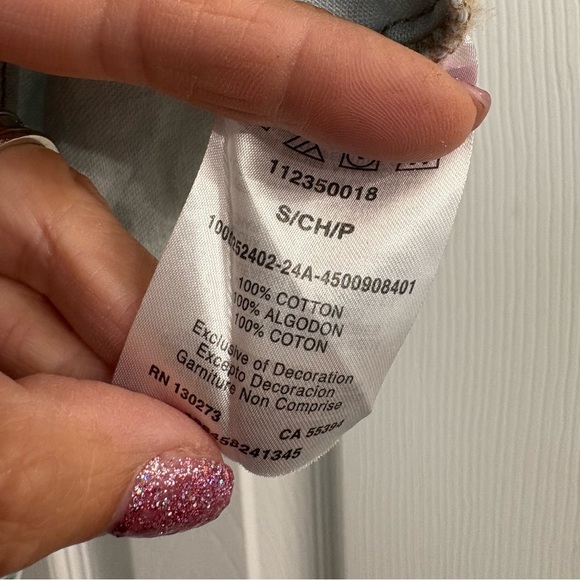 112350018
S/CH/P
100% COTTON
100% ALGODON
100% COTON
Exclusive of Decoration
Excepto Decoracion
Garniture Non Comprise
RN 130273
CA 55394